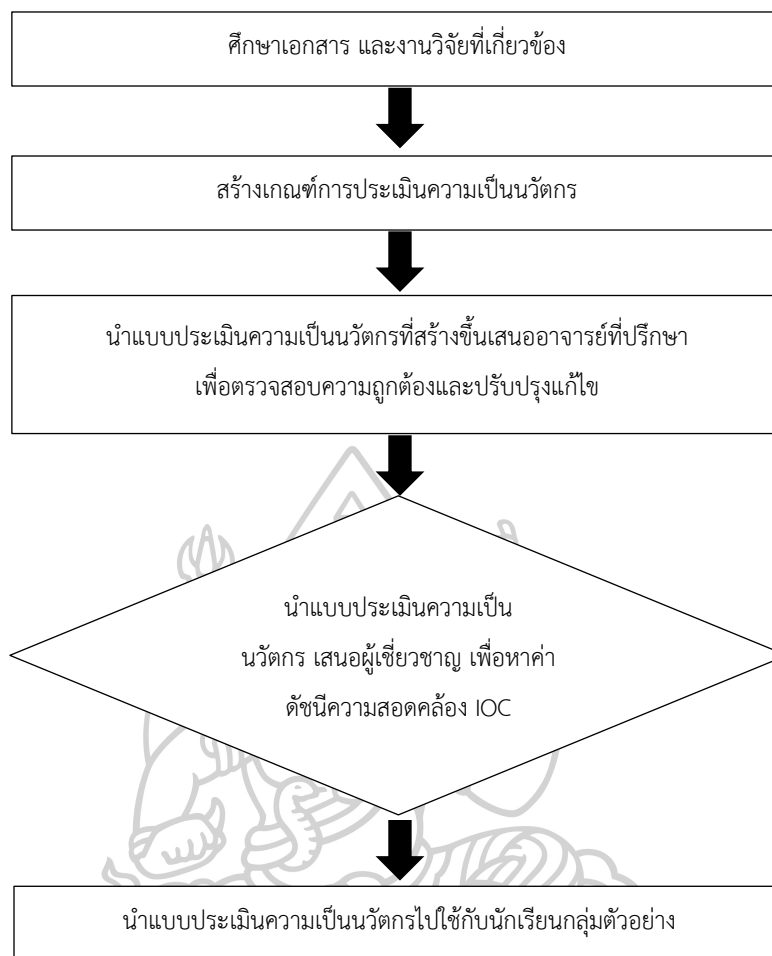 ศึกษาเอกสาร และงานวิจัยที่เกี่ยวข้อง
สร้างเกณฑ์การประเมินความเป็นนวัตกร
นำแบบประเมินความเป็นนวัตกรที่สร้างขึ้นเสนออาจารย์ที่ปรึกษา
เพื่อตรวจสอบความถูกต้องและปรับปรุงแก้ไข
นำแบบประเมินความเป็น
นวัตกร เสนอผู้เชี่ยวชาญ เพื่อหาค่า
ดัชนีความสอดคล้อง IOC
นำแบบประเมินความเป็นนวัตกรไปใช้กับนักเรียนกลุ่มตัวอย่าง